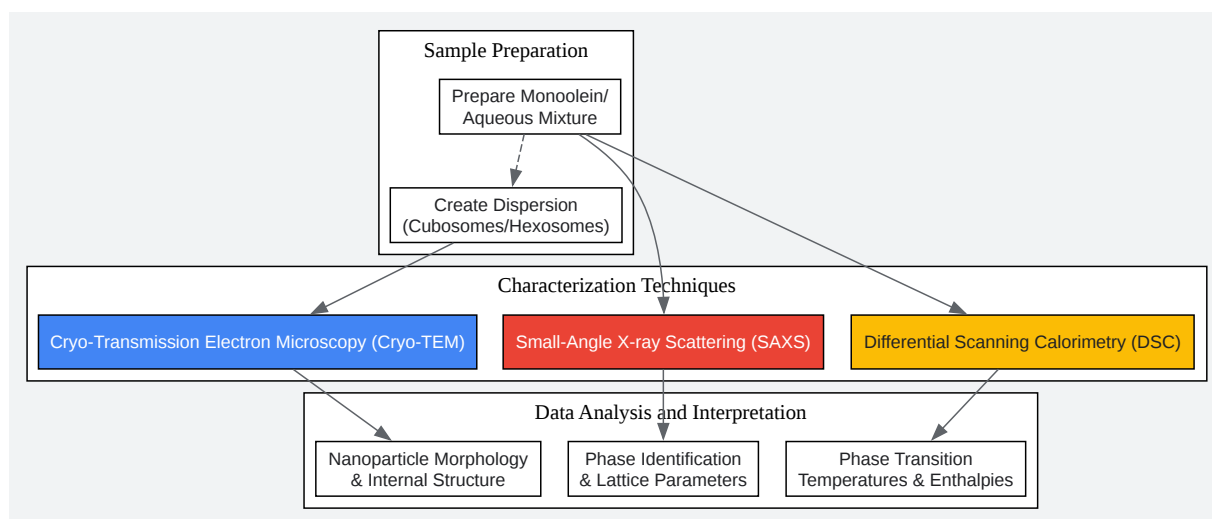 Sample Preparation
Prepare Monoolein/
Aqueous Mixture
Create Dispersion
(Cubosomes/Hexosomes)
Characterization Techniques
Cryo-Transmission Electron Microscopy (Cryo-TEM)
Small-Angle X-ray Scattering (SAXS)
Differential Scanning Calorimetry (DSC)
Data Analysis and Interpretation
Nanoparticle Morphology
& Internal Structure
Phase Identification
& Lattice Parameters
Phase Transition
Temperatures & Enthalpies